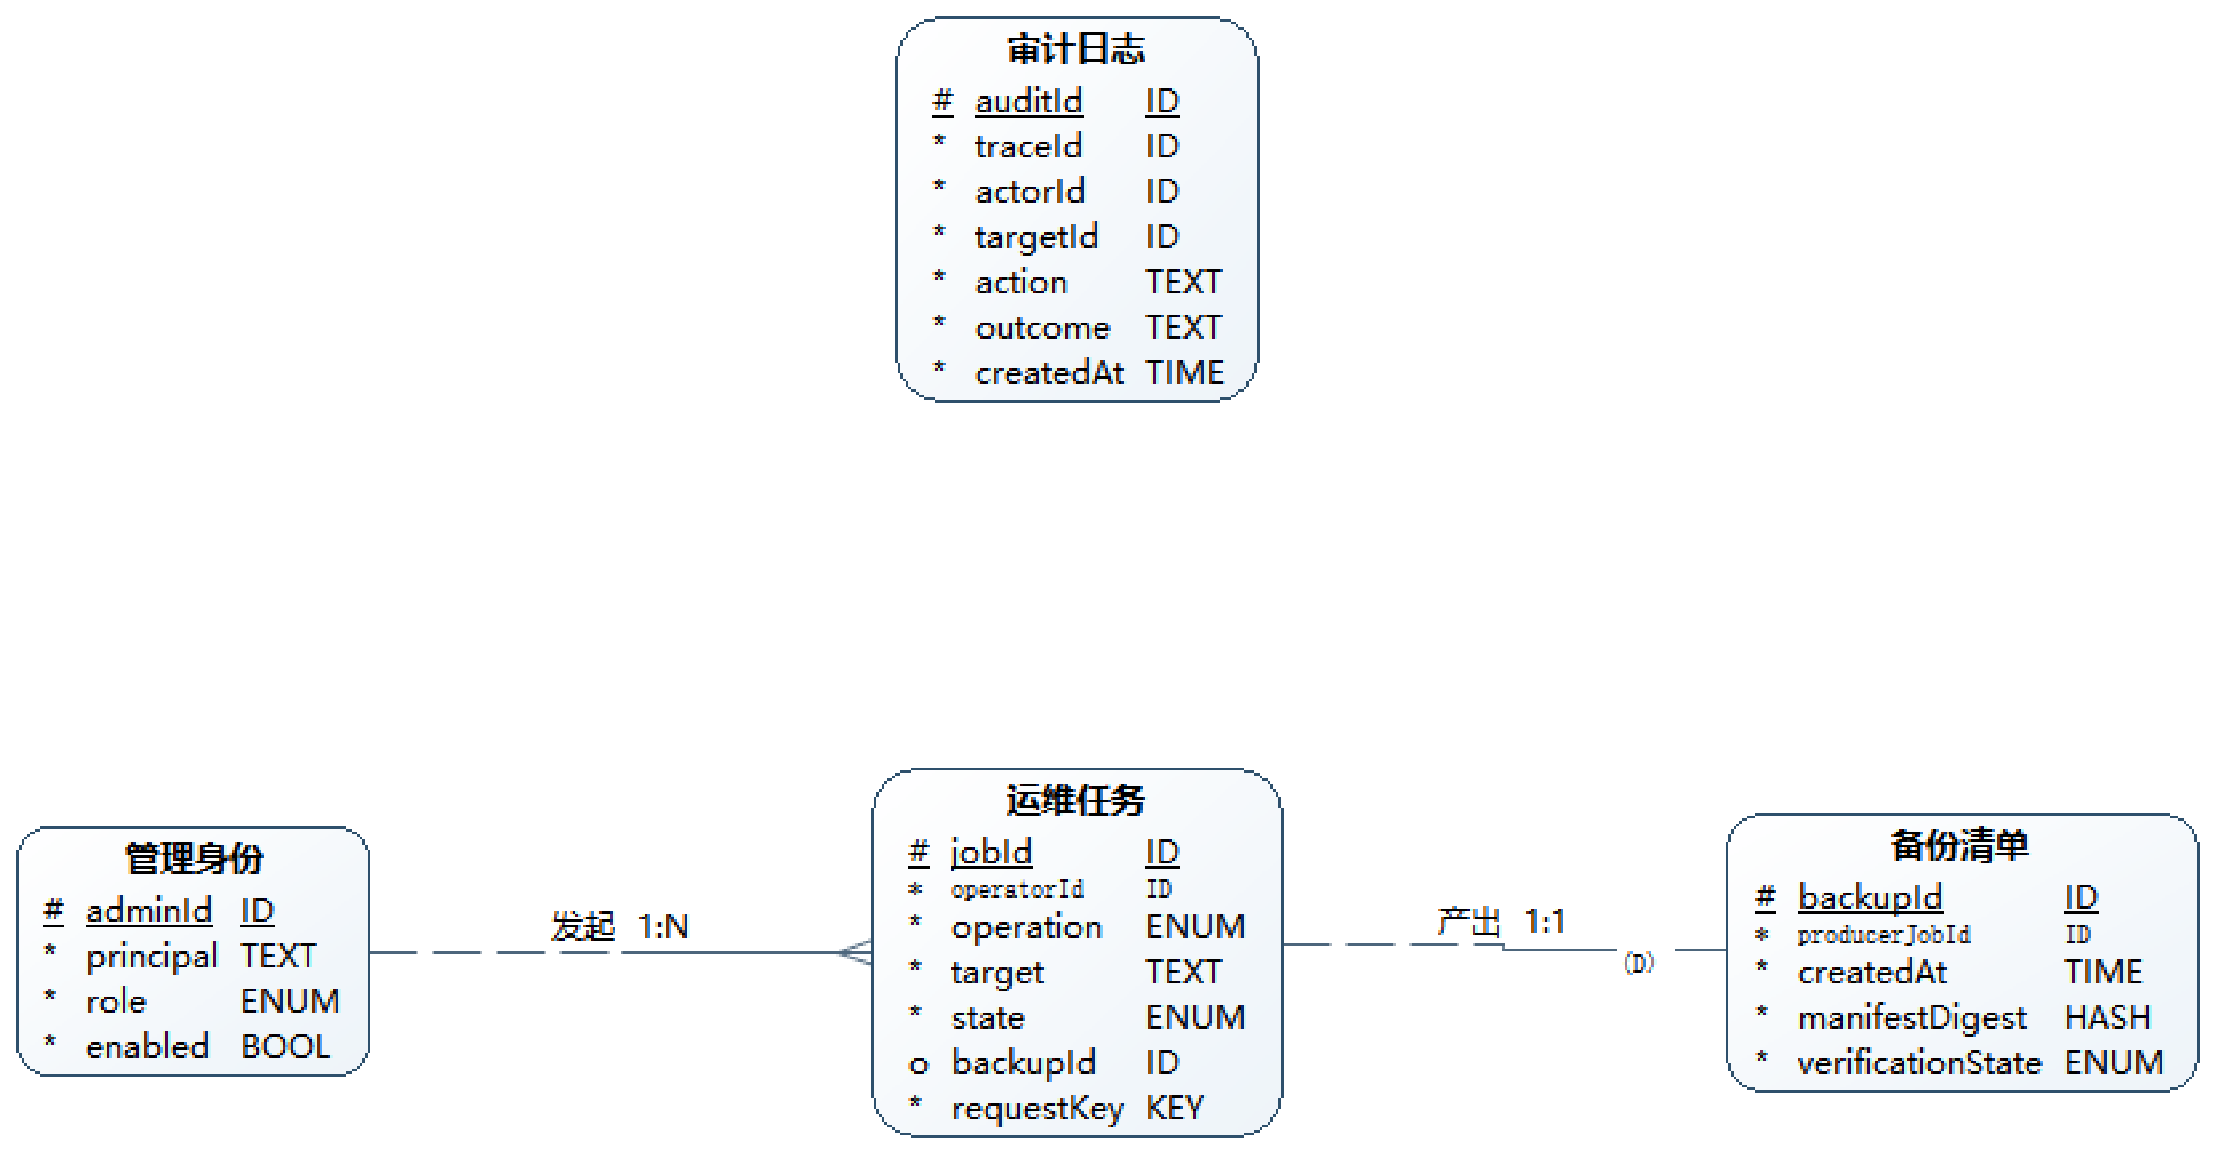 审计日志
# auditId ID
* traceId ID
* actorId ID
* targetId ID
* action TEXT
* outcome TEXT
* createdAt TIME
管理身份
# adminId ID
* principal TEXT
* role ENUM
* enabled BOOL
发起 1:N
运维任务
# jobId ID
* operatorId ID
* operation ENUM
* target TEXT
* state ENUM
o backupId ID
* requestKey KEY
产出 1:1
(D)
备份清单
# backupId ID
* producerJobId ID
* createdAt TIME
* manifestDigest HASH
* verificationState ENUM